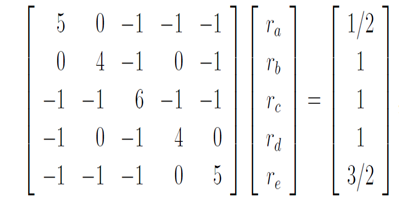 5 0 −1 −1 −1 r_a 1/2
0 4 −1 0 −1 r_b 1
−1 −1 6 −1 −1 r_c = 1
−1 0 −1 4 0 r_d 1
−1 −1 −1 0 5 r_e 3/2